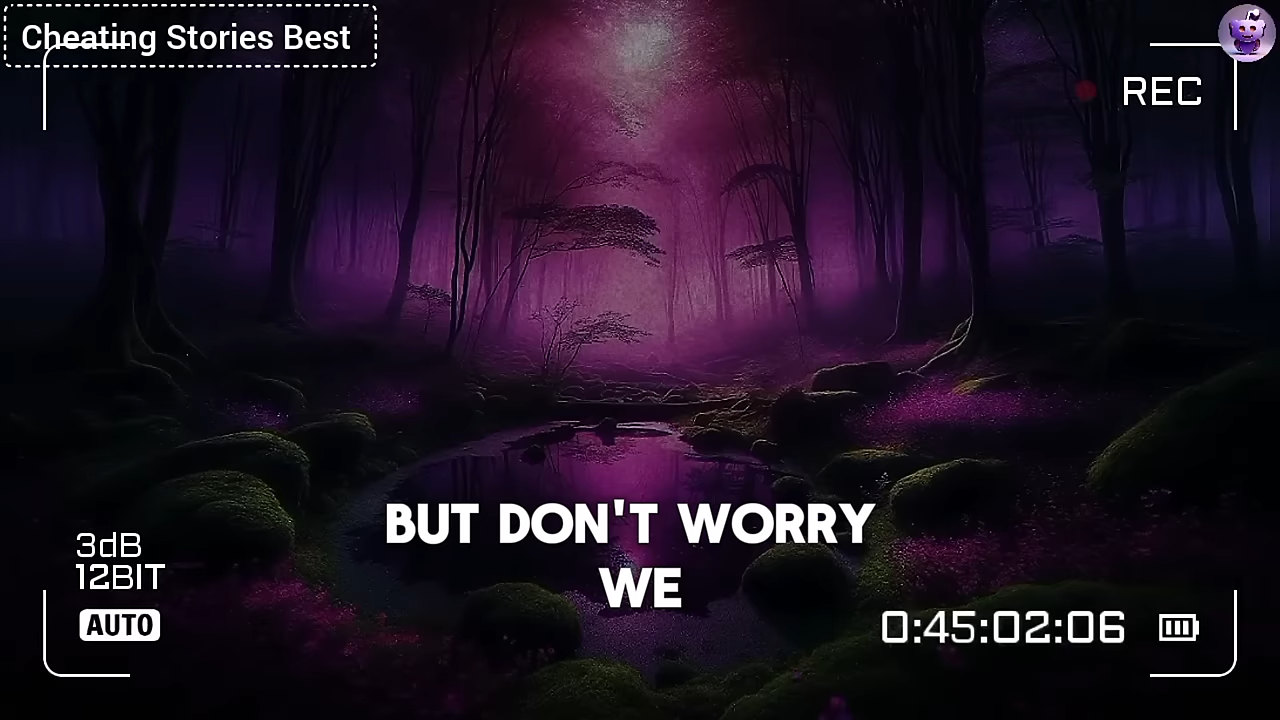 Cheating Stories Best
REC
BUT DON'T WORRY
WE
3dB
12BIT
AUTO
0:45:02:06